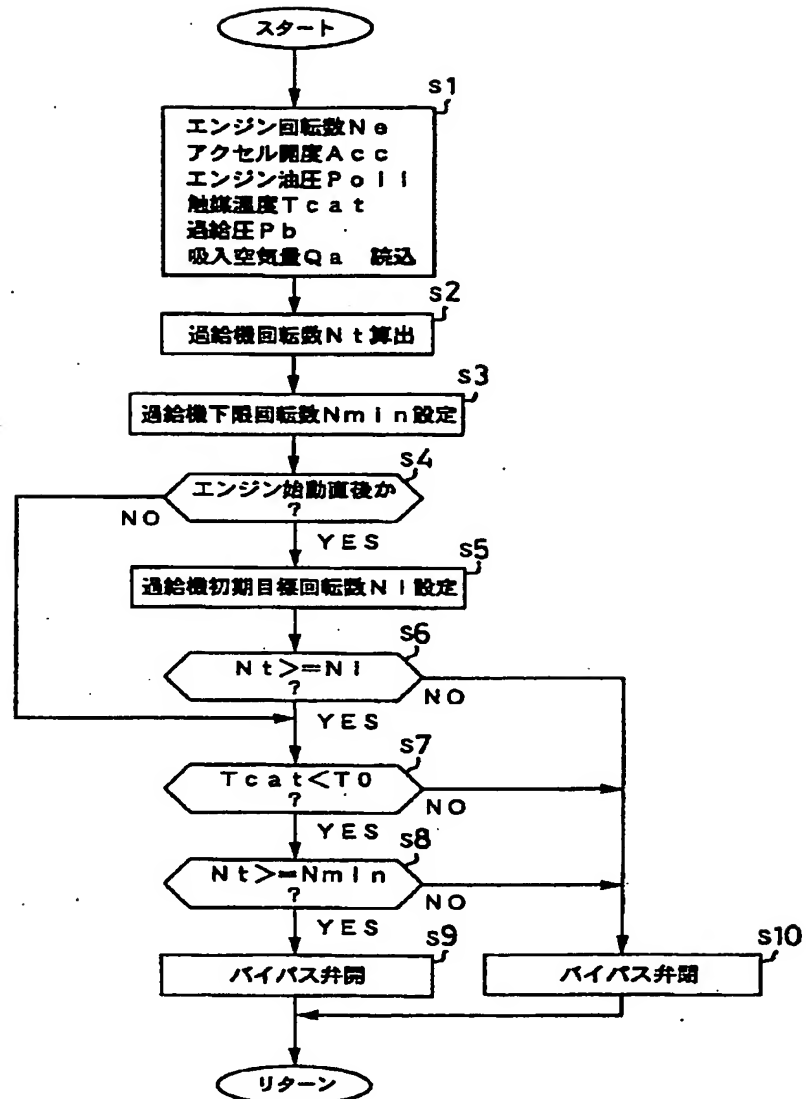 スタート
s1
エンジン回転数Ne
アクセル開度Acc
エンジン油圧Poil
触媒温度Tcat
過給圧Pb
吸入空気量Qa 読込
s2
過給機回転数Nt算出
s3
過給機下限回転数Nmin設定
s4
エンジン始動直後か
?
NO
YES
s5
過給機初期目標回転数Ni設定
s6
Nt>=Ni
?
NO
YES
s7
Tcat<T0
?
NO
YES
s8
Nt>=Nmin
?
NO
YES
s9
バイパス弁開
s10
バイパス弁閉
リターン